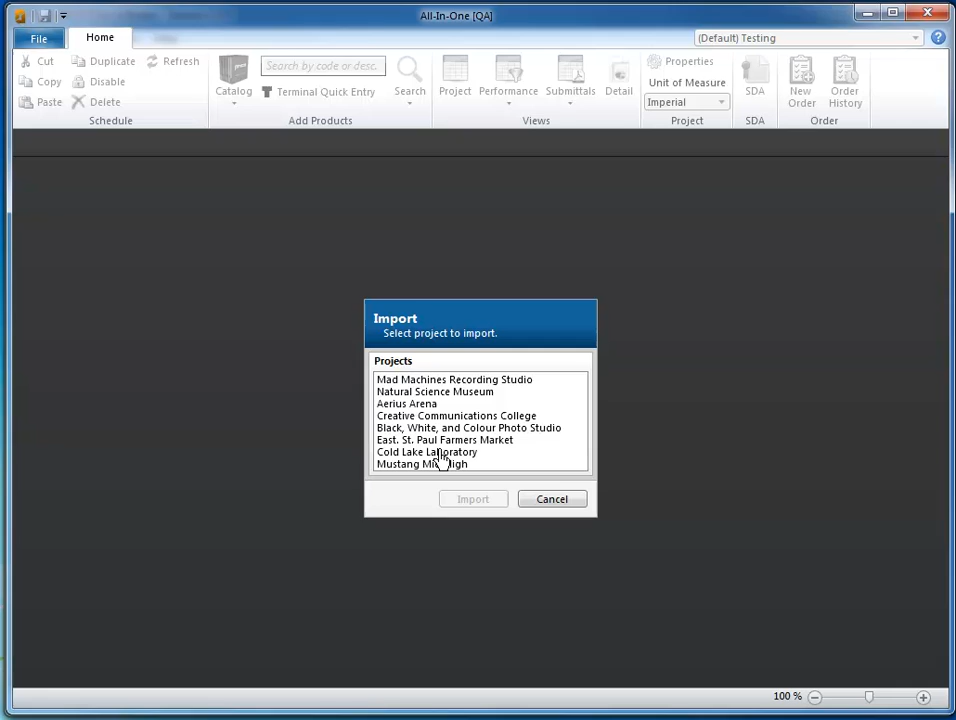 All-In-One [QA]
File
Home
(Default) Testing
Cut
Duplicate
Refresh
Copy
Disable
Paste
Delete
Schedule
Catalog
Search by code or desc.
Terminal Quick Entry
Search
Add Products
Project
Performance
Submittals
Detail
Views
Properties
Unit of Measure
Imperial
Project
SDA
SDA
New
Order
Order
History
Order
Import
Select project to import.
Projects
Mad Machines Recording Studio
Natural Science Museum
Aerius Arena
Creative Communications College
Black, White, and Colour Photo Studio
East. St. Paul Farmers Market
Cold Lake Laboratory
Mustang
Import
Cancel
100 %